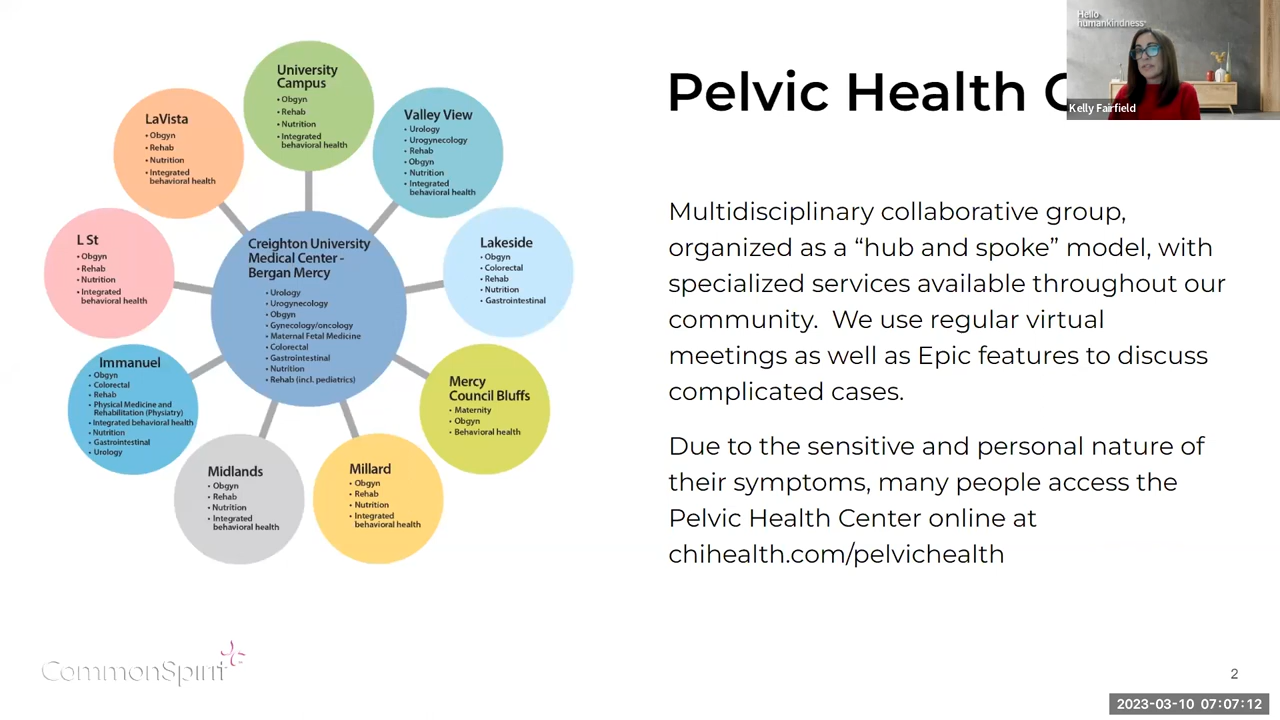 University
Campus
• Obgyn
• Rehab
• Nutrition
• Integrated
behavioral health
LaVista
• Obgyn
• Rehab
• Nutrition
• Integrated
behavioral health
Valley View
• Urology
• Urogynecology
• Rehab
• Obgyn
• Nutrition
• Integrated
behavioral health
L St
• Obgyn
• Rehab
• Nutrition
• Integrated
behavioral health
Creighton University
Medical Center -
Bergan Mercy
• Urology
• Urogynecology
• Obgyn
• Gynecology/oncology
• Maternal Fetal Medicine
• Colorectal
• Gastrointestinal
• Nutrition
• Rehab (incl. pediatrics)
Lakeside
• Obgyn
• Colorectal
• Rehab
• Nutrition
• Gastrointestinal
Immanuel
• Obgyn
• Colorectal
• Rehab
• Physical Medicine and
Rehabilitation (Physiatry)
• Integrated behavioral health
• Nutrition
• Gastrointestinal
• Urology
Mercy
Council Bluffs
• Maternity
• Obgyn
• Behavioral health
Midlands
• Obgyn
• Rehab
• Nutrition
• Integrated
behavioral health
Millard
• Obgyn
• Rehab
• Nutrition
• Integrated
behavioral health
Pelvic Health
Hello
humankindness
Kelly Fairfield
Multidisciplinary collaborative group,
organized as a “hub and spoke” model, with
specialized services available throughout our
community.  We use regular virtual
meetings as well as Epic features to discuss
complicated cases.
Due to the sensitive and personal nature of
their symptoms, many people access the
Pelvic Health Center online at
chihealth.com/pelvichealth
CommonSpirit
2
2023-03-10 07:07:12